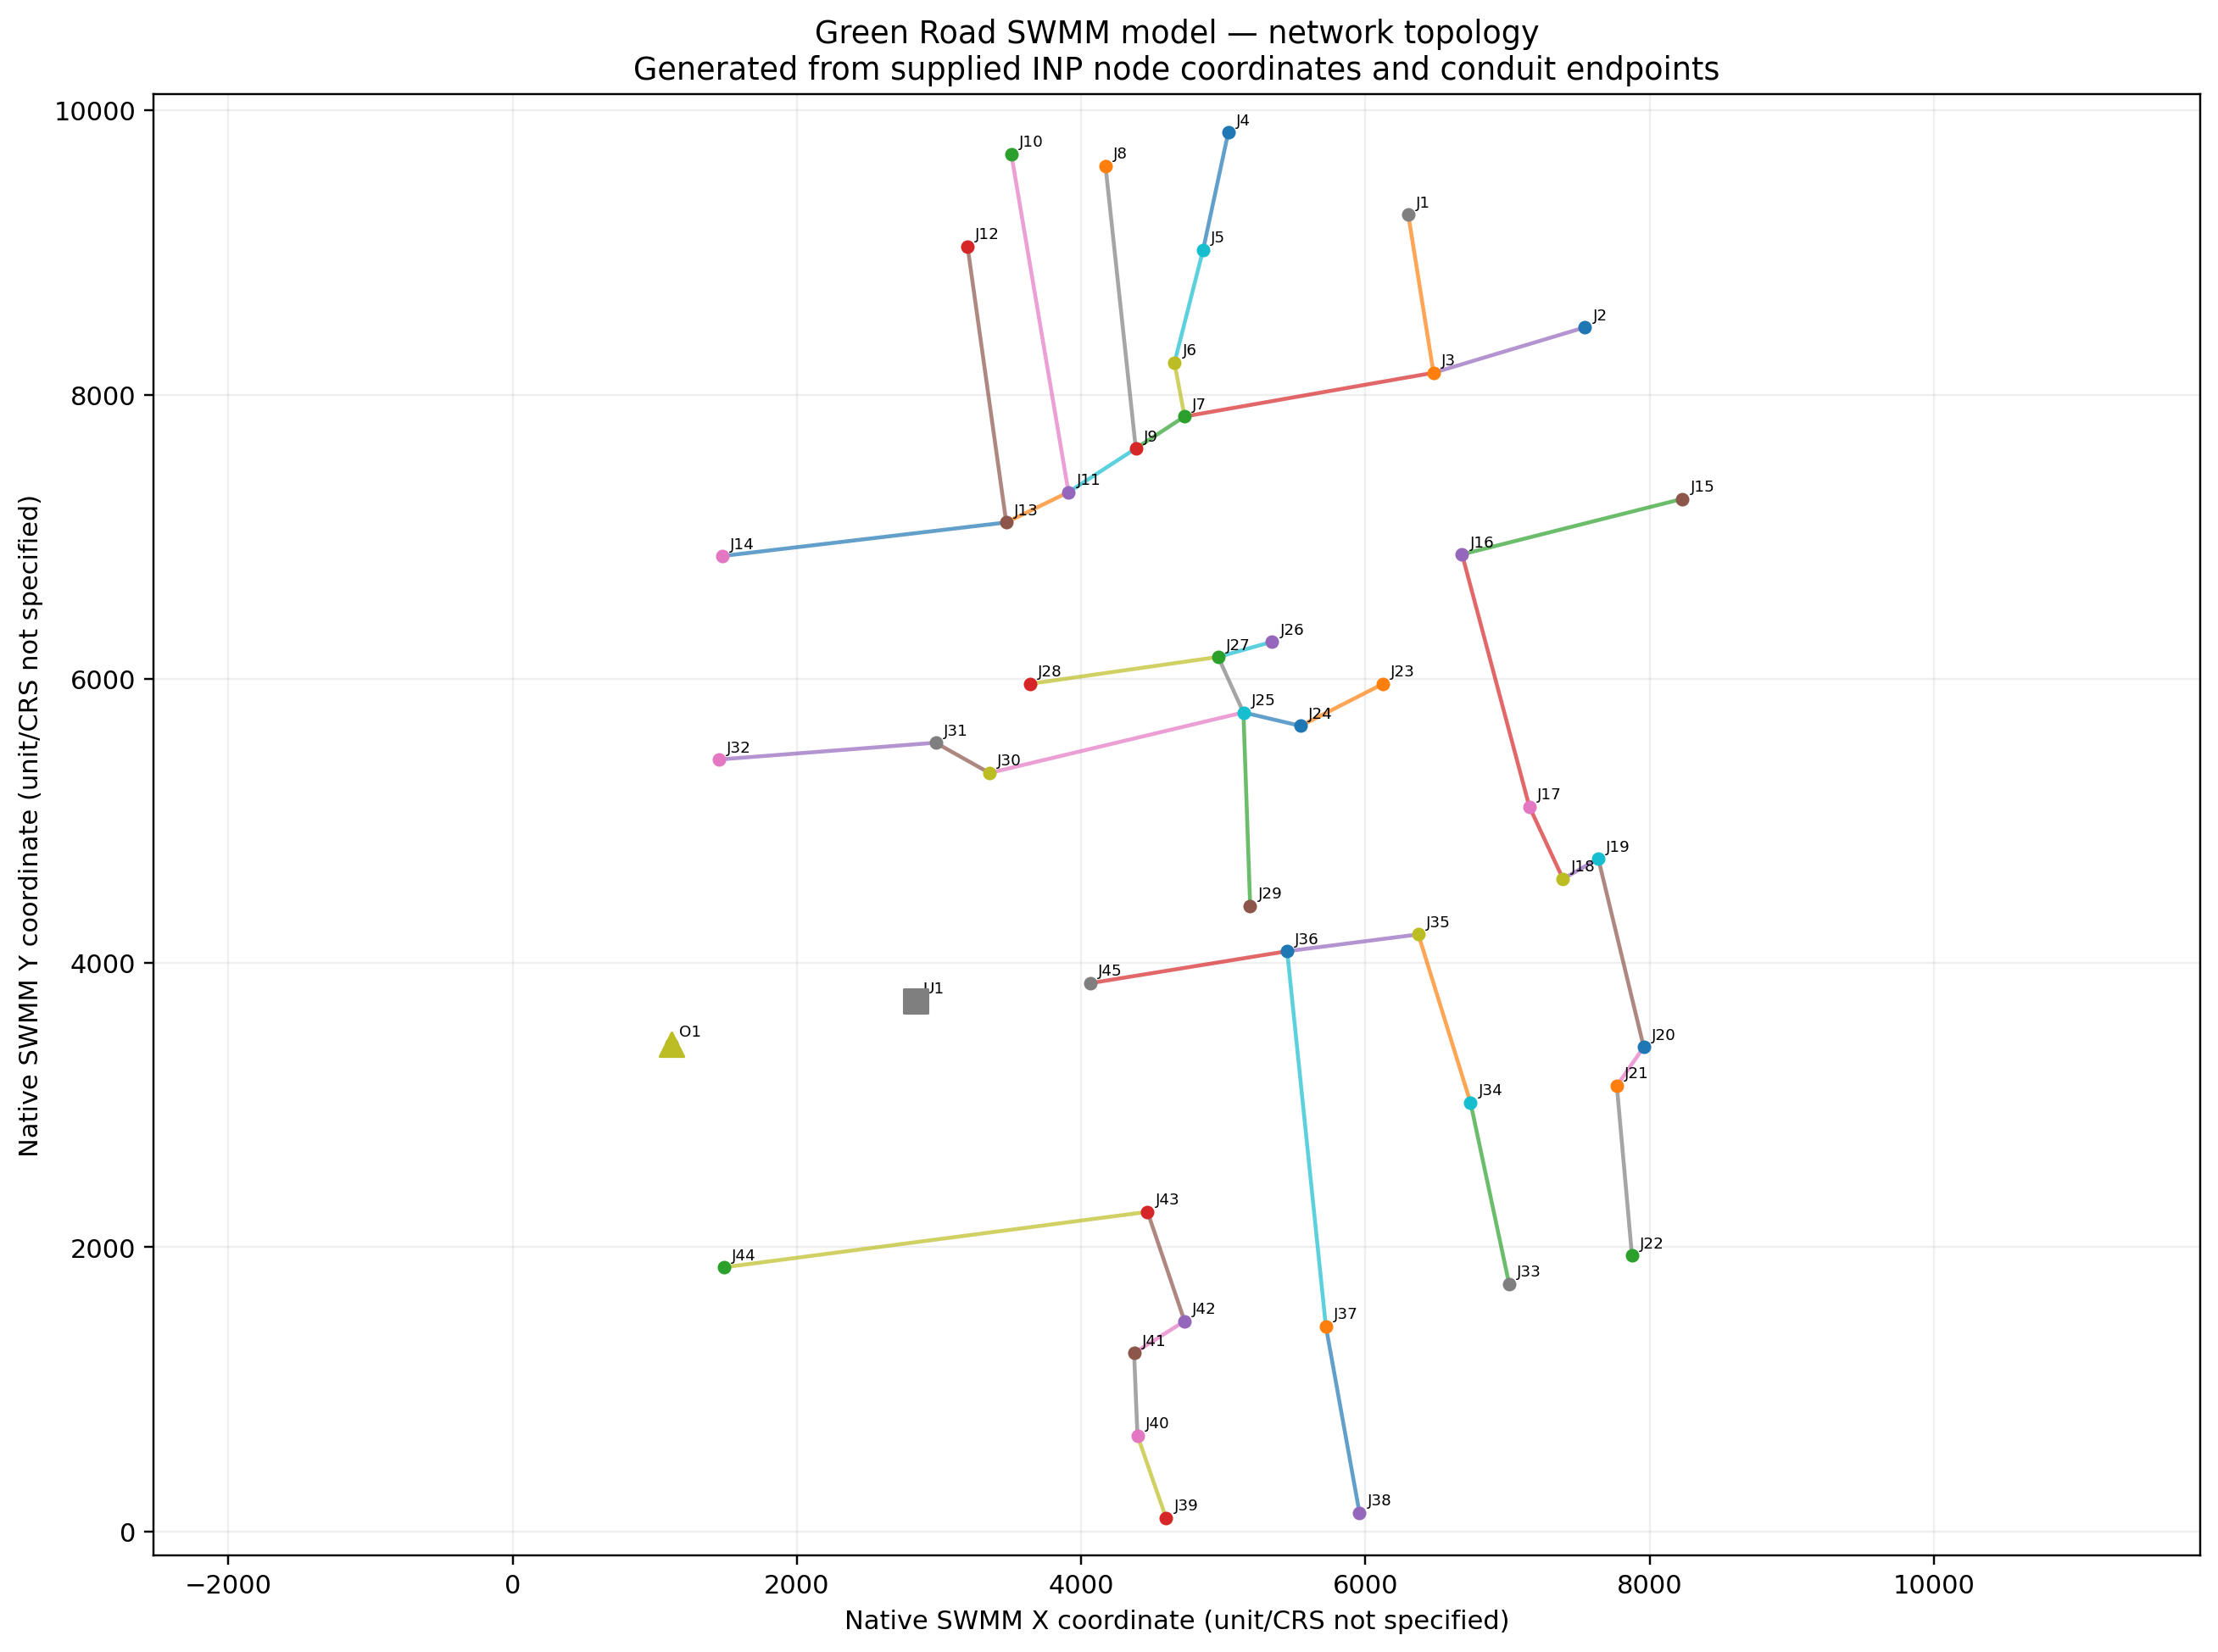 Green Road SWMM model — network topology
Generated from supplied INP node coordinates and conduit endpoints
Native SWMM Y coordinate (unit/CRS not specified)
10000
8000
6000
4000
2000
0
J4
J10
J8
J1
J12
J5
J2
J6
J3
J7
J9
J11
J15
J13
J14
J16
J26
J27
J28
J23
J25
J24
J31
J32
J30
J17
J19
J18
J29
J35
J36
J45
U1
O1
J20
J21
J34
J43
J22
J44
J33
J42
J37
J41
J40
J38
J39
−2000
0
2000
4000
6000
8000
10000
Native SWMM X coordinate (unit/CRS not specified)